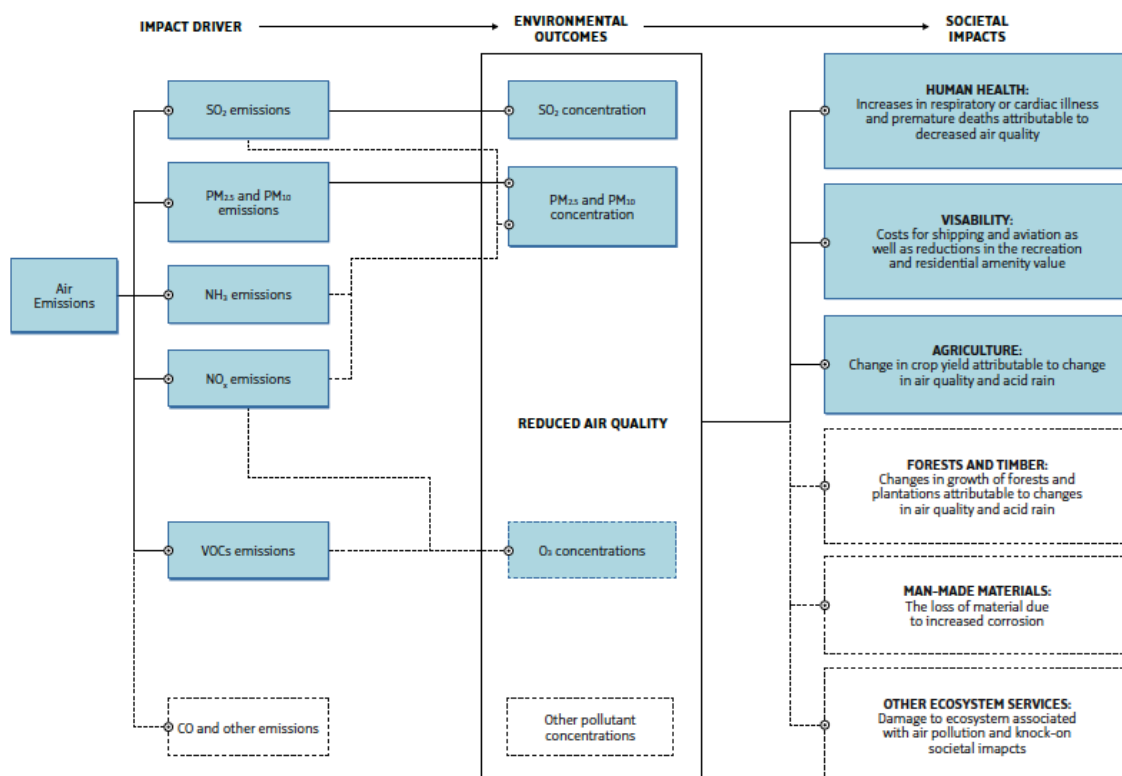 IMPACT DRIVER
ENVIRONMENTAL
OUTCOMES
SOCIETAL
IMPACTS
Air
Emissions
SO₂ emissions
PM₂.₅ and PM₁₀
emissions
NH₃ emissions
NOₓ emissions
VOCs emissions
CO and other emissions
SO₂ concentration
PM₂.₅ and PM₁₀
concentration
REDUCED AIR QUALITY
O₃ concentrations
Other pollutant
concentrations
HUMAN HEALTH:
Increases in respiratory or cardiac illness
and premature deaths attributable to
decreased air quality
VISABILITY:
Costs for shipping and aviation as
well as reductions in the recreation
and residential amenity value
AGRICULTURE:
Change in crop yield attributable to change
in air quality and acid rain
FORESTS AND TIMBER:
Changes in growth of forests and
plantations attributable to changes
in air quality and acid rain
MAN-MADE MATERIALS:
The loss of material due
to increased corrosion
OTHER ECOSYSTEM SERVICES:
Damage to ecosystem associated
with air pollution and knock-on
societal imapcts